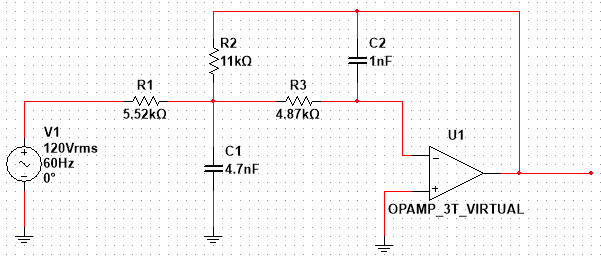 R2
11kΩ
C2
1nF
R1
5.52kΩ
R3
4.87kΩ
V1
120Vrms
60Hz
0°
C1
4.7nF
U1
OPAMP_3T_VIRTUAL